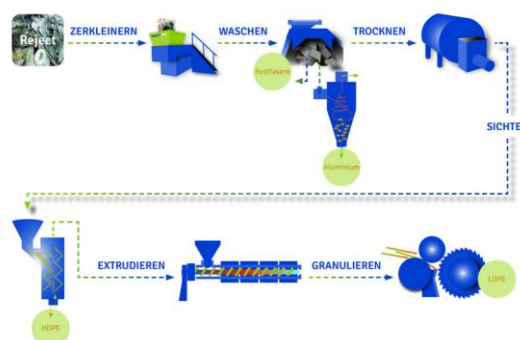 Reject
ZERKLEINERN
WASCHEN
TROCKNEN
Restfasern
Aluminium
SICHTE
EXTRUDIEREN
GRANULIEREN
HDPE
LDPE